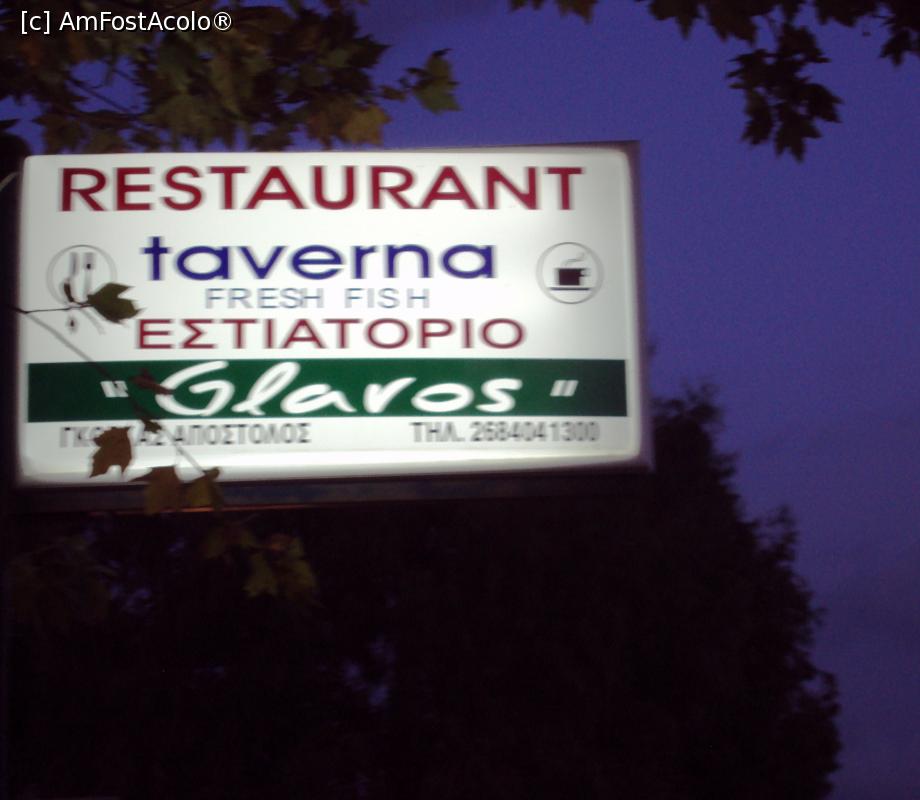 [c] AmFostAcolo®
RESTAURANT
taverna
FRESH FISH
ΕΣΤΙΑΤΟΡΙΟ
"Glaros"
ΑΠΟΣΤΟΛΟΣ ΤΗΛ. 2684041300